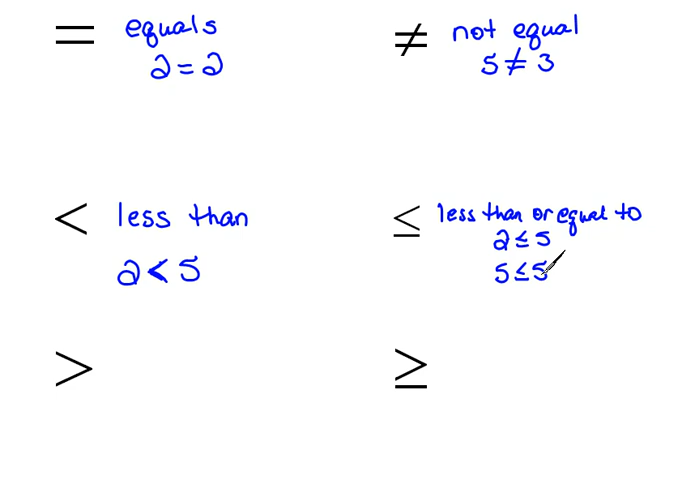 = equals
2 = 2
≠ not equal
5 ≠ 3
< less than
2 < 5
≤ less than or equal to
2 ≤ 5
5 ≤ 5
>
≥